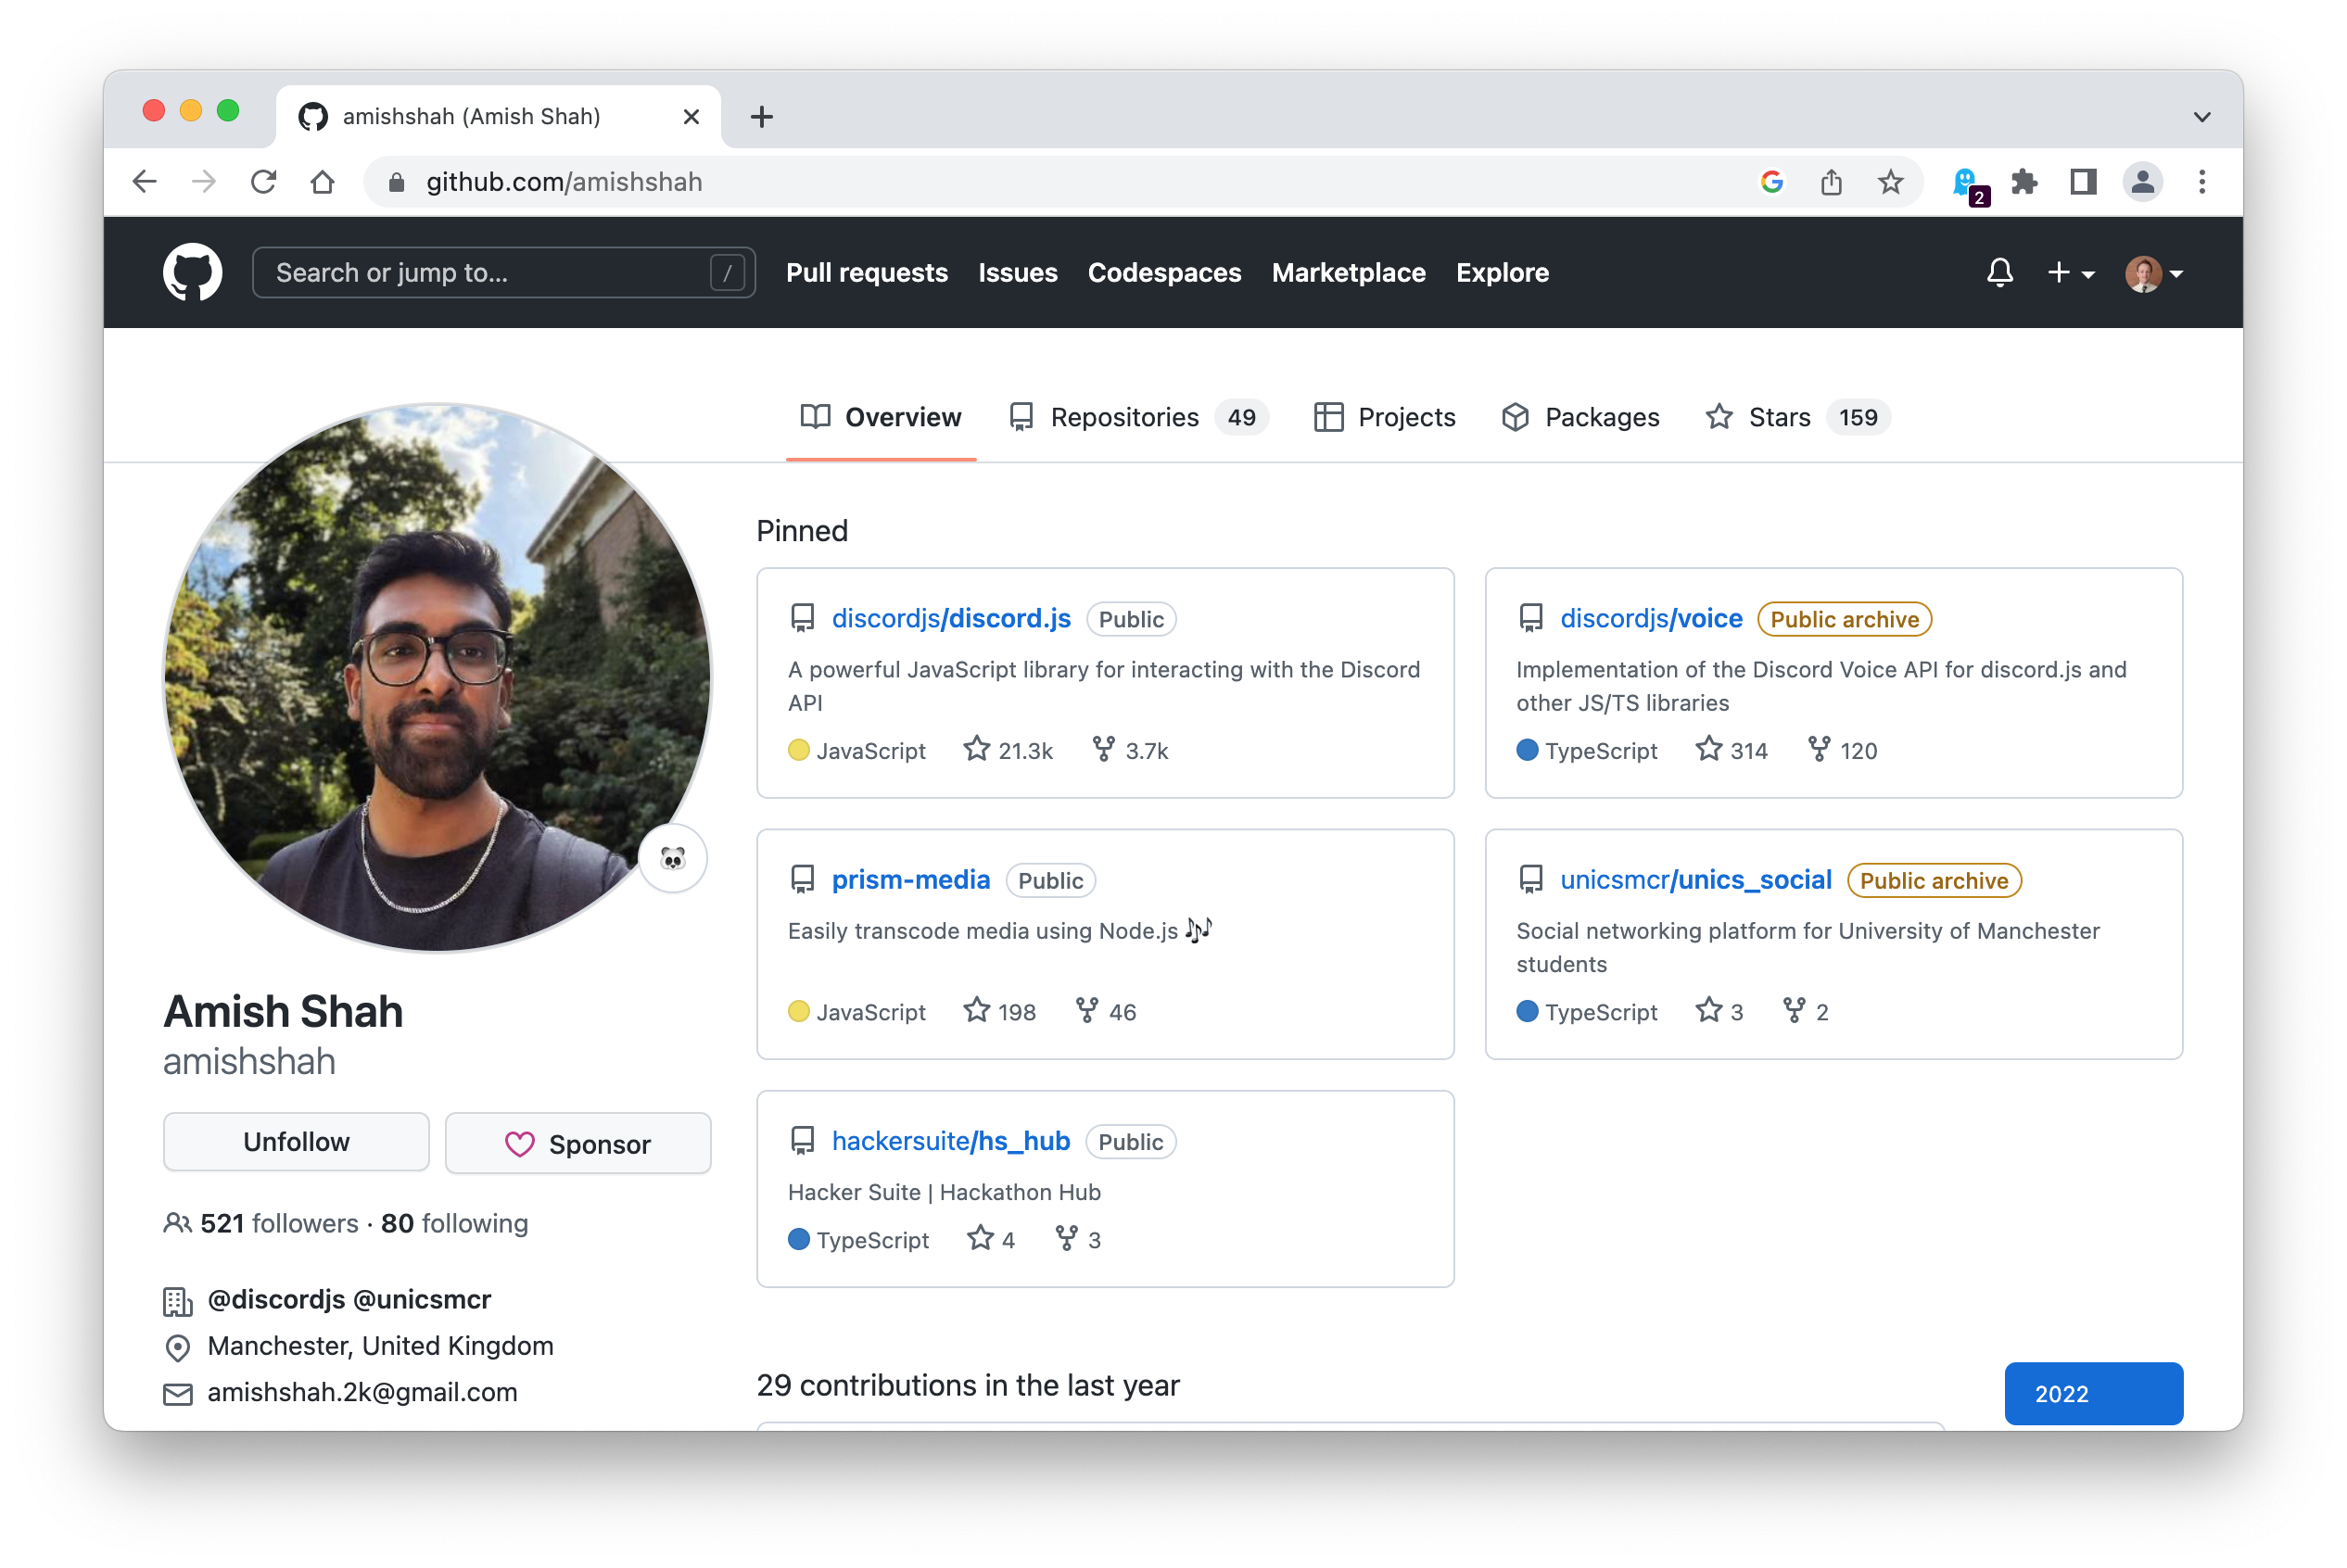 amishshah (Amish Shah)
github.com/amishshah
2
Search or jump to...
/
Pull requests
Issues
Codespaces
Marketplace
Explore
Overview
Repositories 49
Projects
Packages
Stars 159
Pinned
discordjs/discord.js Public
A powerful JavaScript library for interacting with the Discord
API
JavaScript 21.3k 3.7k
discordjs/voice Public archive
Implementation of the Discord Voice API for discord.js and
other JS/TS libraries
TypeScript 314 120
prism-media Public
Easily transcode media using Node.js 🎶
JavaScript 198 46
unicsmcr/unics_social Public archive
Social networking platform for University of Manchester
students
TypeScript 3 2
hackersuite/hs_hub Public
Hacker Suite | Hackathon Hub
TypeScript 4 3
Amish Shah
amishshah
Unfollow
Sponsor
521 followers · 80 following
@discordjs @unicsmcr
Manchester, United Kingdom
amishshah.2k@gmail.com
29 contributions in the last year
2022